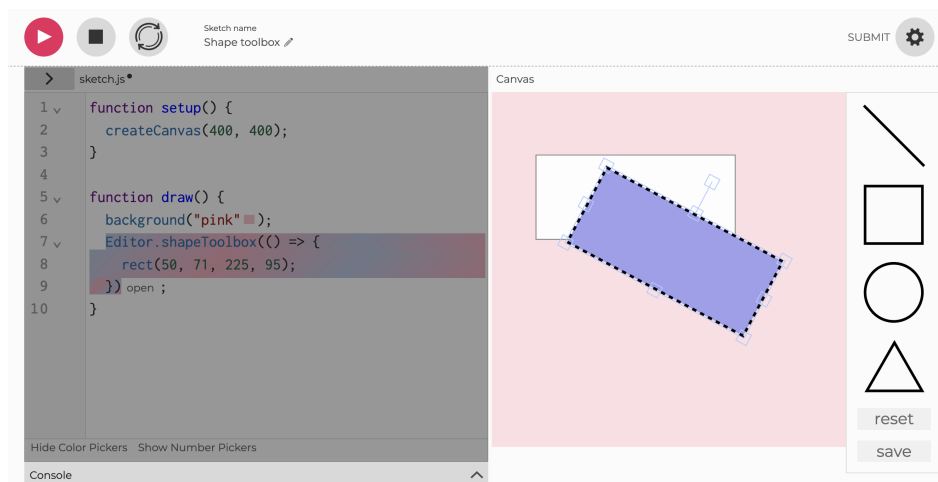 Sketch name
Shape toolbox
SUBMIT
sketch.js
Canvas
1 function setup() {
2 createCanvas(400, 400);
3 }
4
5 function draw() {
6 background("pink");
7 Editor.shapeToolbox(() => {
8 rect(50, 71, 225, 95);
9 }) open ;
10 }
reset
save
Hide Color Pickers Show Number Pickers
Console